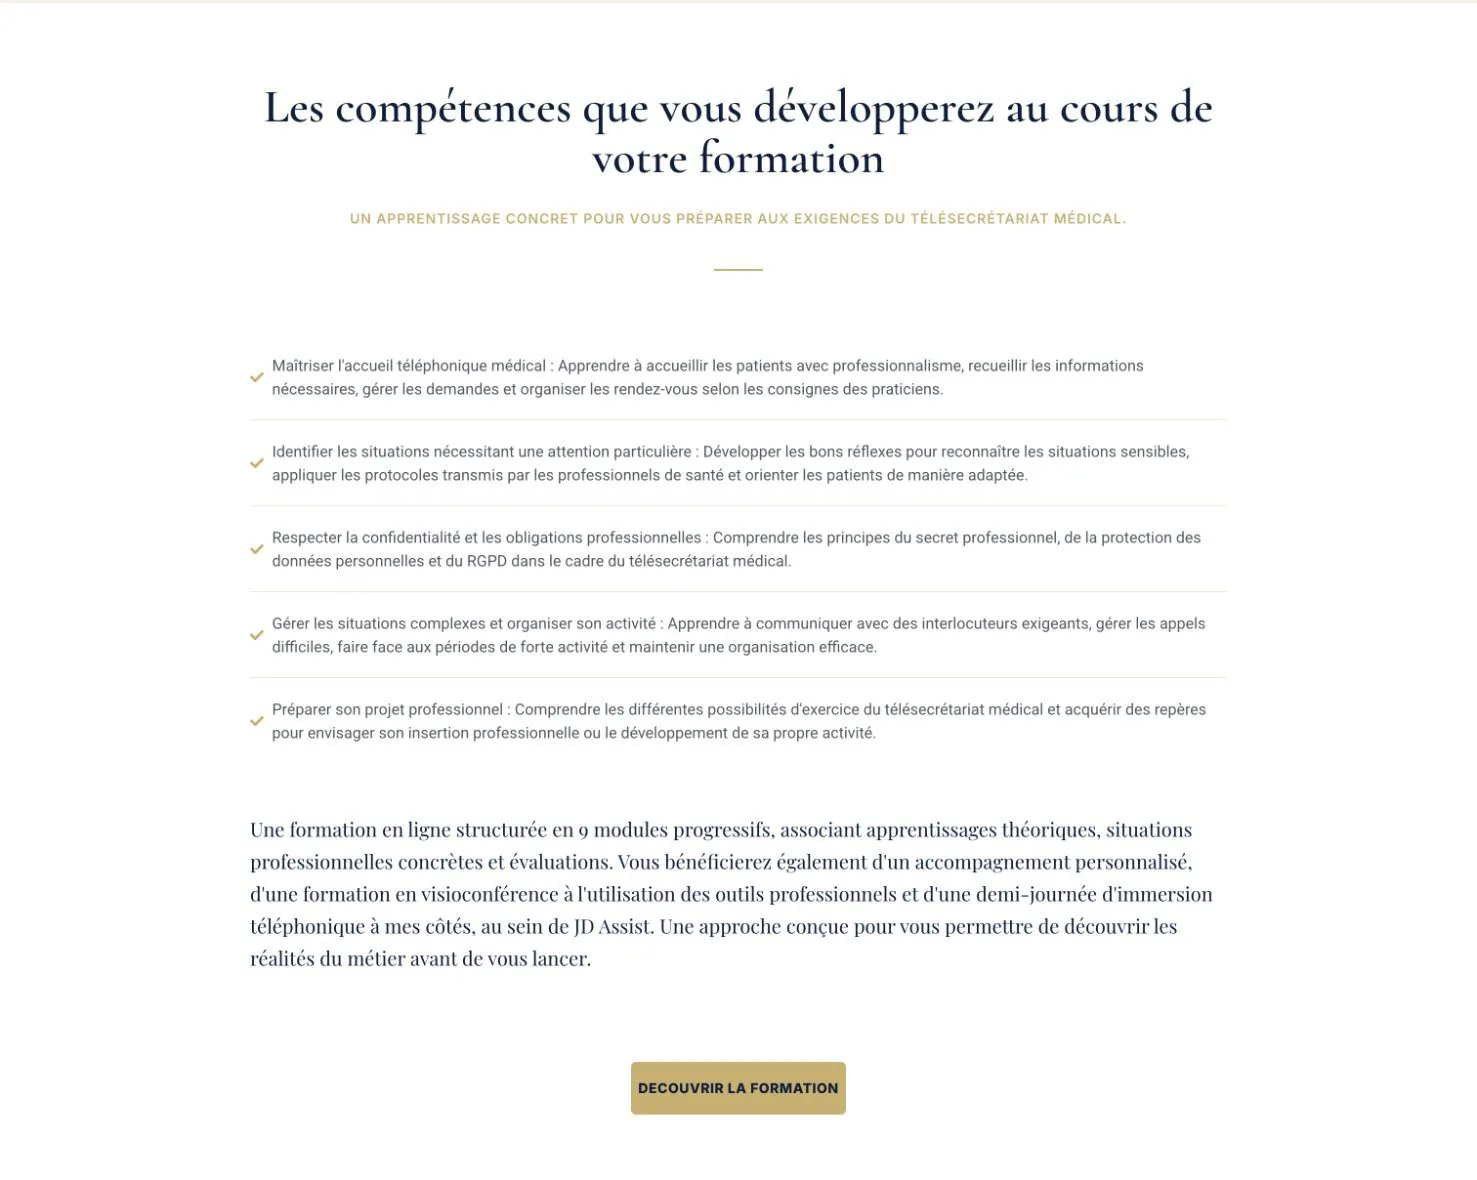 Les compétences que vous développerez au cours de
votre formation
UN APPRENTISSAGE CONCRET POUR VOUS PRÉPARER AUX EXIGENCES DU TÉLÉSECRÉTARIAT MÉDICAL.
Maîtriser l'accueil téléphonique médical : Apprendre à accueillir les patients avec professionnalisme, recueillir les informations
nécessaires, gérer les demandes et organiser les rendez-vous selon les consignes des praticiens.
Identifier les situations nécessitant une attention particulière : Développer les bons réflexes pour reconnaître les situations sensibles,
appliquer les protocoles transmis par les professionnels de santé et orienter les patients de manière adaptée.
Respecter la confidentialité et les obligations professionnelles : Comprendre les principes du secret professionnel, de la protection des
données personnelles et du RGPD dans le cadre du télésecrétariat médical.
Gérer les situations complexes et organiser son activité : Apprendre à communiquer avec des interlocuteurs exigeants, gérer les appels
difficiles, faire face aux périodes de forte activité et maintenir une organisation efficace.
Préparer son projet professionnel : Comprendre les différentes possibilités d'exercice du télésecrétariat médical et acquérir des repères
pour envisager son insertion professionnelle ou le développement de sa propre activité.
Une formation en ligne structurée en 9 modules progressifs, associant apprentissages théoriques, situations
professionnelles concrètes et évaluations. Vous bénéficierez également d'un accompagnement personnalisé,
d'une formation en visioconférence à l'utilisation des outils professionnels et d'une demi-journée d'immersion
téléphonique à mes côtés, au sein de JD Assist. Une approche conçue pour vous permettre de découvrir les
réalités du métier avant de vous lancer.
DECOUVRIR LA FORMATION